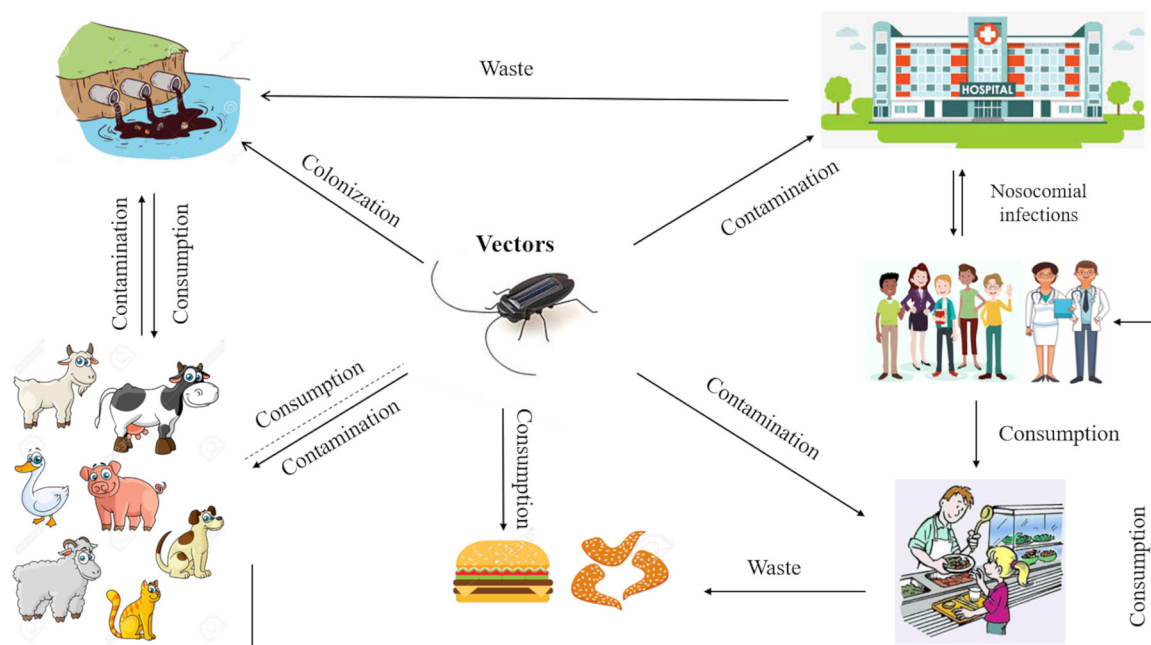 Waste
HOSPITAL
Colonization
Contamination
Vectors
Nosocomial
infections
Contamination
Consumption
Consumption
Contamination
Consumption
Contamination
Consumption
Waste
Consumption